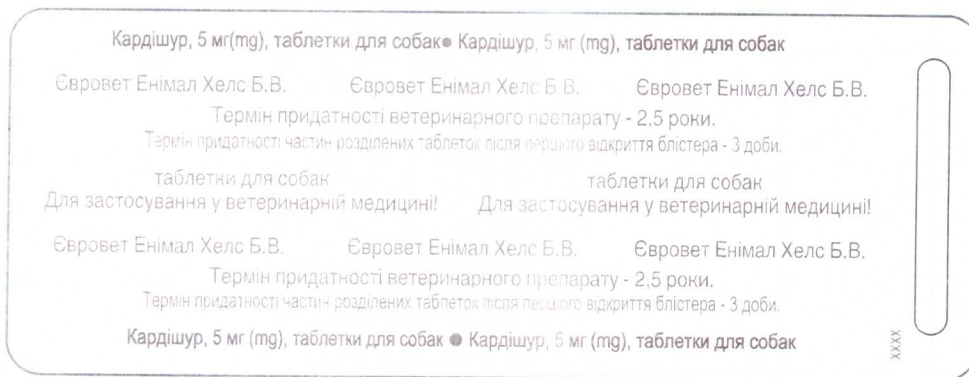 Кардішур, 5 мг(mg), таблетки для собак● Кардішур, 5 мг (mg), таблетки для собак
Євровет Енімал Хелс Б.В. Євровет Енімал Хелс Б.В. Євровет Енімал Хелс Б.В.
Термін придатності ветеринарного препарату - 2,5 роки.
Термін придатності частин розділених таблеток після першого відкриття блістера - 3 доби.
таблетки для собак таблетки для собак
Для застосування у ветеринарній медицині! Для застосування у ветеринарній медицині!
Євровет Енімал Хелс Б.В. Євровет Енімал Хелс Б.В. Євровет Енімал Хелс Б.В.
Термін придатності ветеринарного препарату - 2,5 роки.
Термін придатності частин розділених таблеток після першого відкриття блістера - 3 доби.
Кардішур, 5 мг (mg), таблетки для собак ● Кардішур, 5 мг (mg), таблетки для собак
XXXX